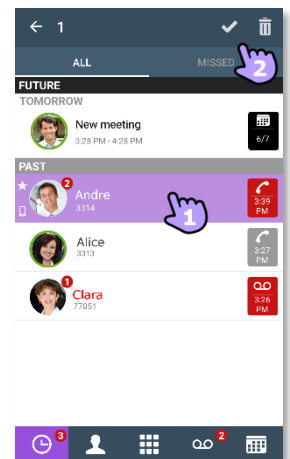 1
ALL MISSED
2
FUTURE
TOMORROW
New meeting
3:28 PM - 4:28 PM
6/7
PAST
2
Andre
3314
3:39
PM
1
Alice
3313
3:27
PM
1
Clara
77051
3:26
PM
3
2